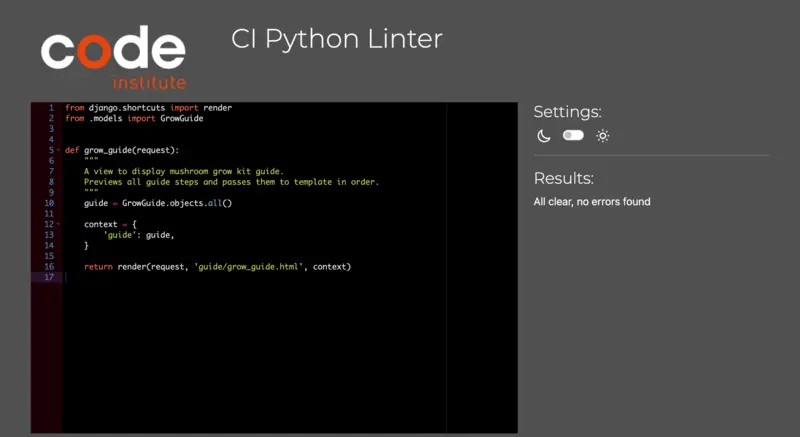 code
institute
CI Python Linter
1 from django.shortcuts import render
2 from .models import GrowGuide
3
4
5 def grow_guide(request):
6     """
7     A view to display mushroom grow kit guide.
8     Previews all guide steps and passes them to template in order.
9     """
10     guide = GrowGuide.objects.all()
11
12     context = {
13         'guide': guide,
14     }
15
16     return render(request, 'guide/grow_guide.html', context)
17
Settings:
Results:
All clear, no errors found